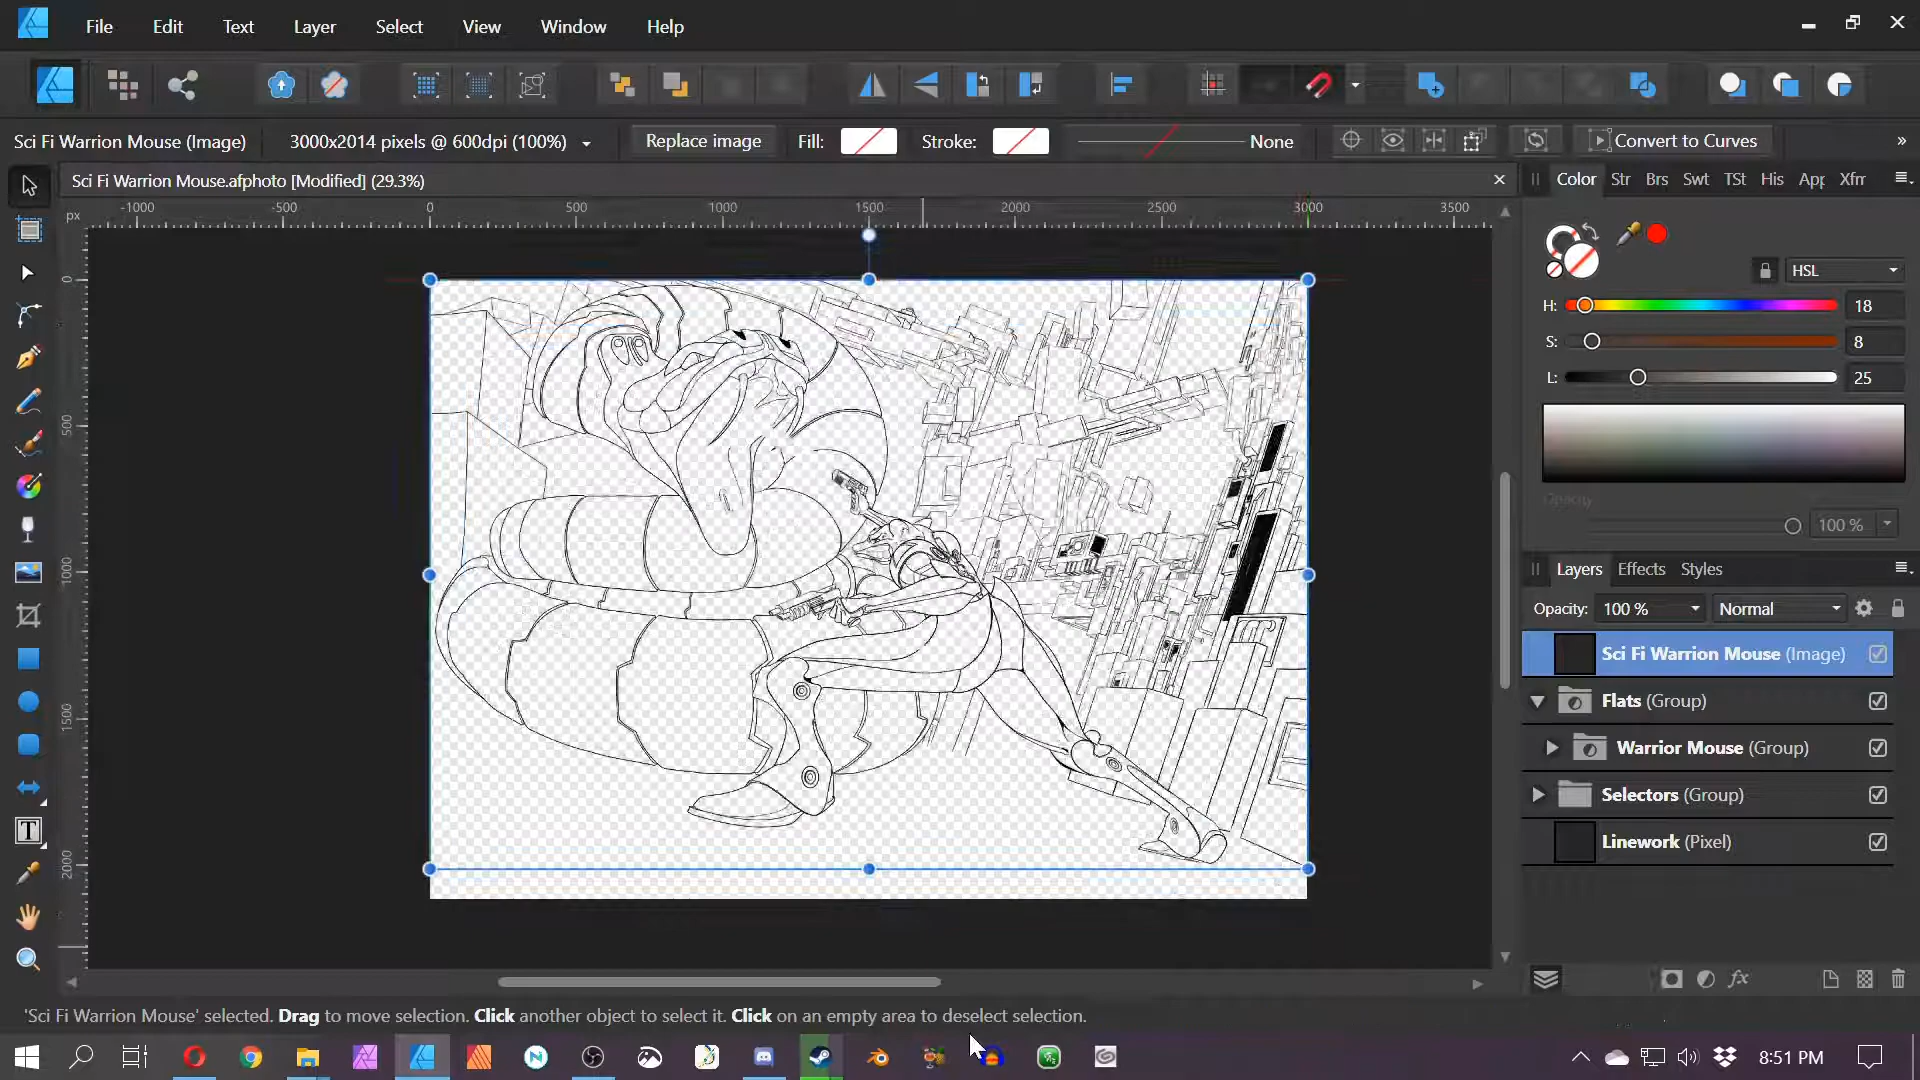 File Edit Text Layer Select View Window Help
Sci Fi Warrion Mouse (Image) 3000x2014 pixels @ 600dpi (100%) Replace image Fill: Stroke: None Convert to Curves »
Sci Fi Warrion Mouse.afphoto [Modified] (29.3%)
Color Str Brs Swt TSt His App Xfrr
px -1000 -500 0 500 1000 1500 2000 2500 3000 3500
0
500
1000
1500
2000
HSL
H: 18
S: 8
L: 25
Opacity
100 %
Layers Effects Styles
Opacity: 100 % Normal
Sci Fi Warrion Mouse (Image)
Flats (Group)
Warrior Mouse (Group)
Selectors (Group)
Linework (Pixel)
'Sci Fi Warrion Mouse' selected. Drag to move selection. Click another object to select it. Click on an empty area to deselect selection.
8:51 PM